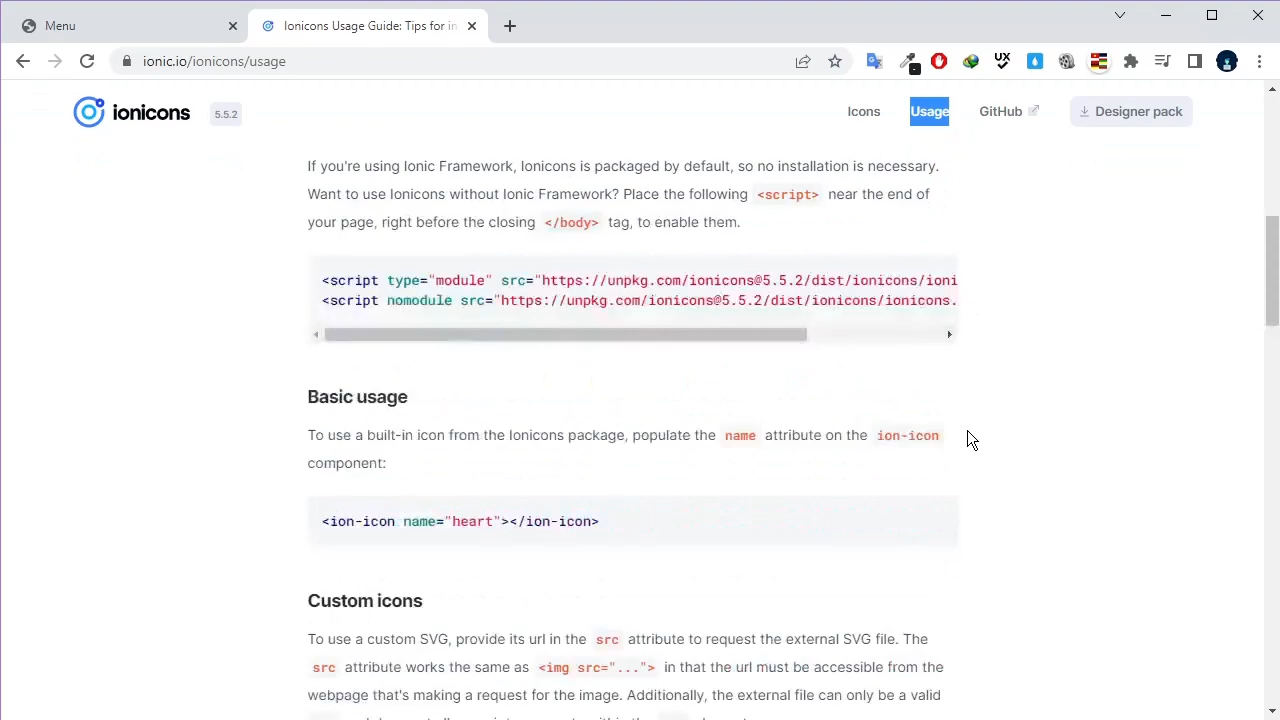 Menu
Ionicons Usage Guide: Tips for in
ionic.io/ionicons/usage
UX
ionicons 5.5.2 Icons Usage GitHub Designer pack
If you're using Ionic Framework, Ionicons is packaged by default, so no installation is necessary.
Want to use Ionicons without Ionic Framework? Place the following <script> near the end of
your page, right before the closing </body> tag, to enable them.
<script type="module" src="https://unpkg.com/ionicons@5.5.2/dist/ionicons/ioni
<script nomodule src="https://unpkg.com/ionicons@5.5.2/dist/ionicons/ionicons.
Basic usage
To use a built-in icon from the Ionicons package, populate the name attribute on the ion-icon
component:
<ion-icon name="heart"></ion-icon>
Custom icons
To use a custom SVG, provide its url in the src attribute to request the external SVG file. The
src attribute works the same as <img src="..."> in that the url must be accessible from the
webpage that's making a request for the image. Additionally, the external file can only be a valid